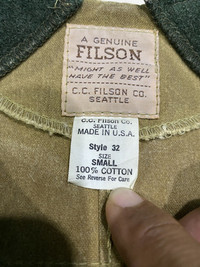 A GENUINE
FILSON
"MIGHT AS WELL
HAVE THE BEST"
C.C. FILSON CO.
SEATTLE
C.C. Filson Co.
SEATTLE
MADE IN U.S.A.
Style 32
SIZE
SMALL
100% COTTON
See Reverse For Care